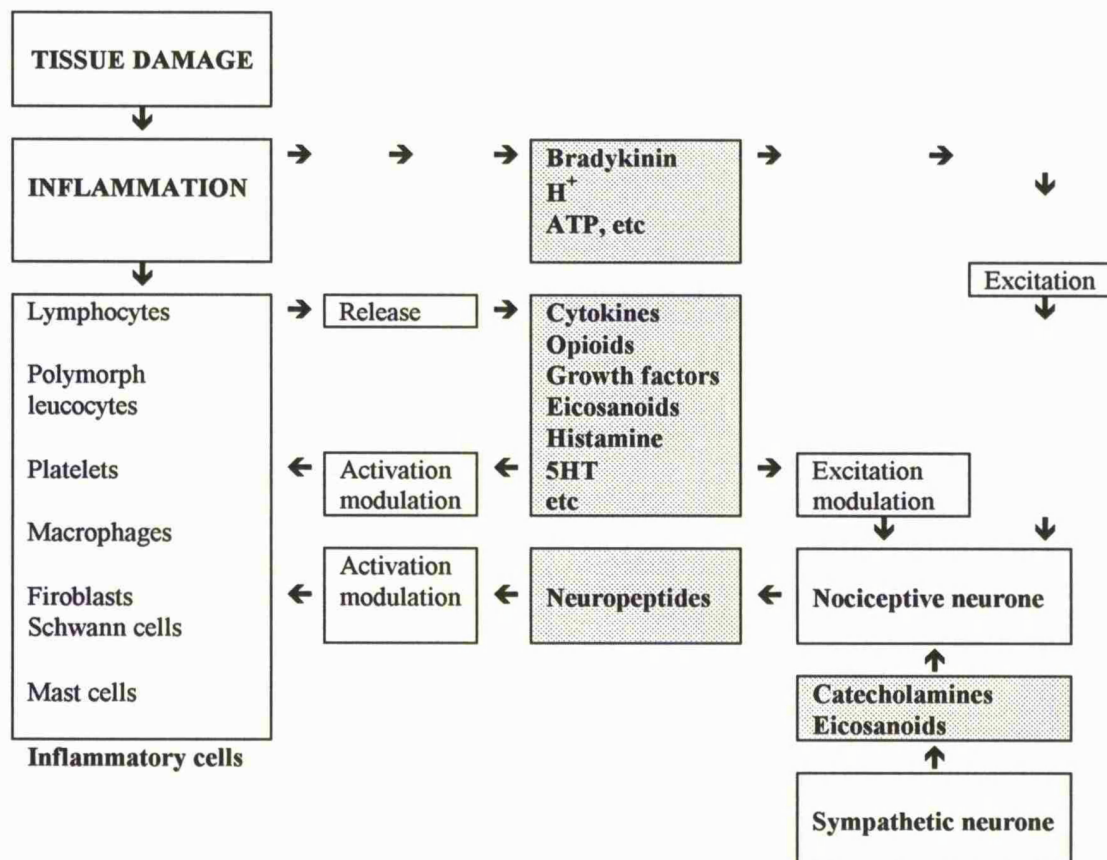 TISSUE DAMAGE
INFLAMMATION
Bradykinin
H+
ATP, etc
Excitation
Lymphocytes
Polymorph
leucocytes
Platelets
Macrophages
Firoblasts
Schwann cells
Mast cells
Inflammatory cells
Release
Cytokines
Opioids
Growth factors
Eicosanoids
Histamine
5HT
etc
Activation
modulation
Excitation
modulation
Activation
modulation
Neuropeptides
Nociceptive neurone
Catecholamines
Eicosanoids
Sympathetic neurone